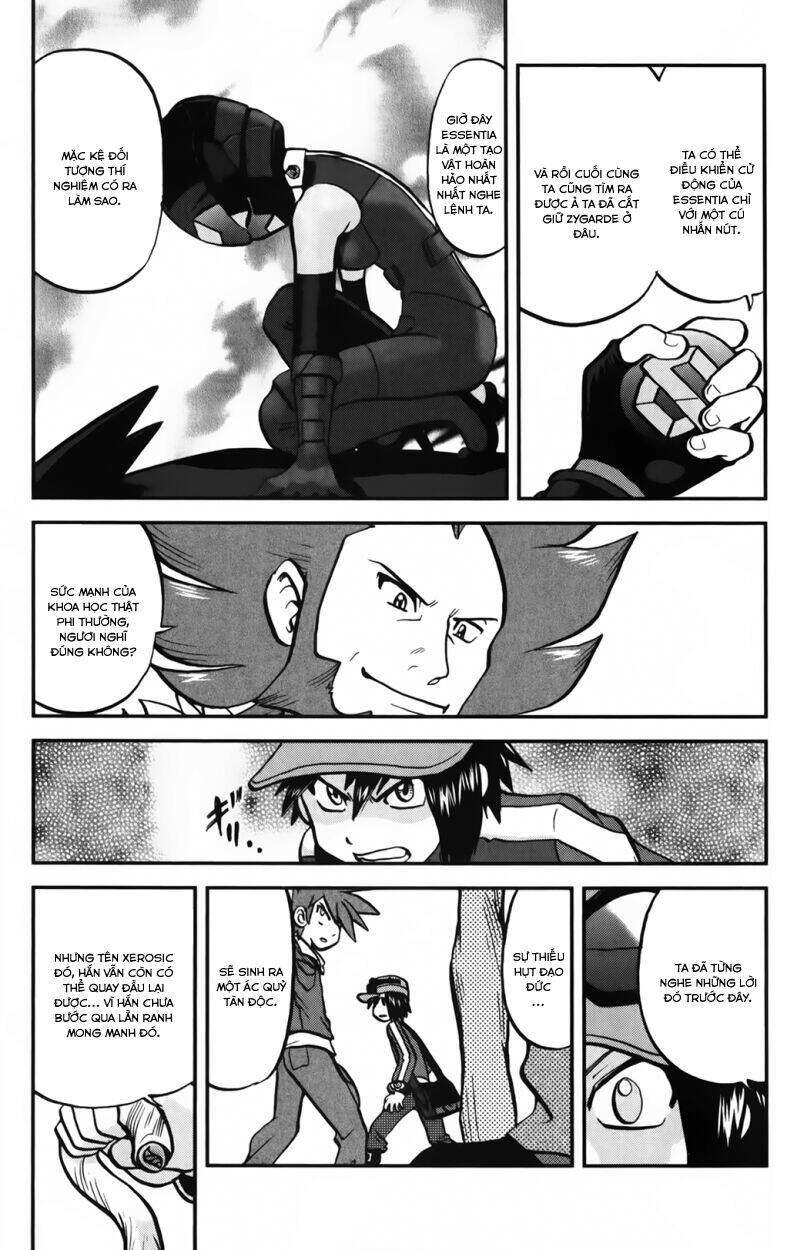 TA CÓ THỂ
ĐIỀU KHIỂN CỬ
ĐỘNG CỦA
ESSENTIA CHỈ
VỚI MỘT CÚ
NHẤN NÚT.
VÀ RỒI CUỐI CÙNG
TA CŨNG TÌM RA
ĐƯỢC Ả TA ĐÃ CẤT
GIỮ ZYGARDE Ở
ĐÂU.
GIỜ ĐÂY
ESSENTIA
LÀ MỘT TẠO
VẬT HOÀN
HẢO NHẤT
NHẤT NGHE
LỆNH TA.
MẶC KỆ ĐỐI
TƯỢNG THÍ
NGHIỆM CÓ RA
LÀM SAO.
SỨC MẠNH CỦA
KHOA HỌC THẬT
PHI THƯỜNG,
NGƯƠI NGHĨ
ĐÚNG KHÔNG?
ギリ..
TA ĐÃ TỪNG
NGHE NHỮNG LỜI
ĐÓ TRƯỚC ĐÂY.
SỰ THIẾU
HỤT ĐẠO
ĐỨC
...
SẼ SINH RA
MỘT ÁC QUỶ
TÀN ĐỘC.
NHƯNG TÊN XEROSIC
ĐÓ, HẮN VẪN CÒN CÓ
THỂ QUAY ĐẦU LẠI
ĐƯỢC... VÌ HẮN CHƯA
BƯỚC QUA LẰN RANH
MONG MANH ĐÓ.